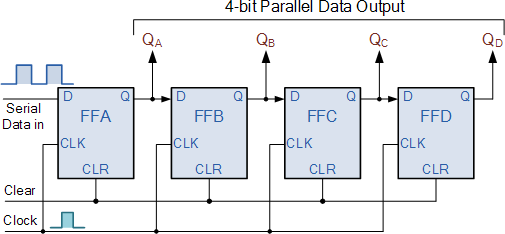 4-bit Parallel Data Output
QA QB QC QD
D Q D Q D Q D Q
Serial
Data in
FFA FFB FFC FFD
CLK CLK CLK CLK
CLR CLR CLR CLR
Clear
Clock